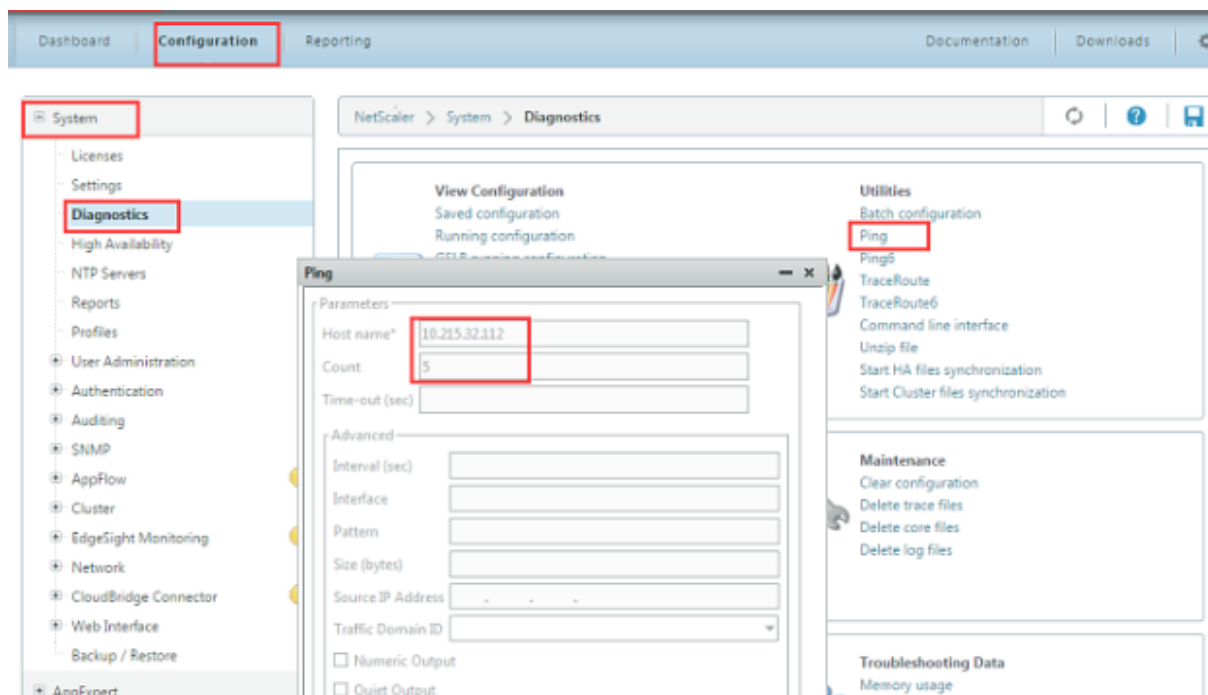 Dashboard
Configuration
Reporting
Documentation
Downloads
System
Licenses
Settings
Diagnostics
High Availability
NTP Servers
Reports
Profiles
User Administration
Authentication
Auditing
SNMP
AppFlow
Cluster
EdgeSight Monitoring
Network
CloudBridge Connector
Web Interface
Backup / Restore
AppExpert
NetScaler > System > Diagnostics
View Configuration
Saved configuration
Running configuration
GSLB running configuration
Utilities
Batch configuration
Ping
Ping6
TraceRoute
TraceRoute6
Command line interface
Unzip file
Start HA files synchronization
Start Cluster files synchronization
Maintenance
Clear configuration
Delete trace files
Delete core files
Delete log files
Troubleshooting Data
Memory usage
Ping
Parameters
Host name* 10.215.32.112
Count 5
Time-out (sec)
Advanced
Interval (sec)
Interface
Pattern
Size (bytes)
Source IP Address . . .
Traffic Domain ID
Numeric Output
Quiet Output